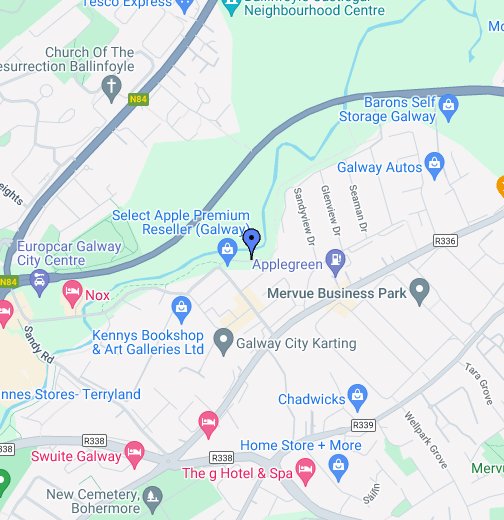 Tesco Express
Ballinfoyle Castlegar
Neighbourhood Centre
Church Of The
esurrection Ballinfoyle
N84
Mo
Barons Self
Storage Galway
Galway Autos
eights
Sandyview Dr
Glenview Dr
Seaman Dr
Select Apple Premium
Reseller (Galway)
R336
Europcar Galway
City Centre
Applegreen
N84
Nox
Mervue Business Park
Kennys Bookshop
& Art Galleries Ltd
Sandy Rd
Galway City Karting
Tara Grove
nnes Stores- Terryland
Chadwicks
R339
Wellpark Grove
R338
R338
R338
Home Store + More
Swuite Galway
The g Hotel & Spa
Merv
New Cemetery,
Bohermore